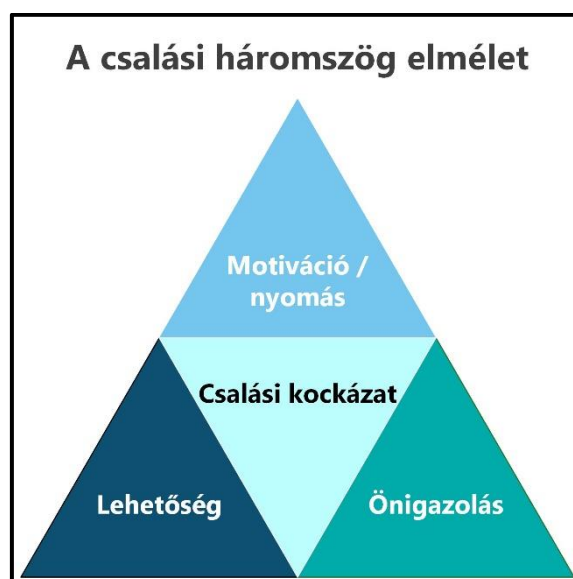 A csalási háromszög elmélet
Motiváció /
nyomás
Csalási kockázat
Lehetőség
Önigazolás